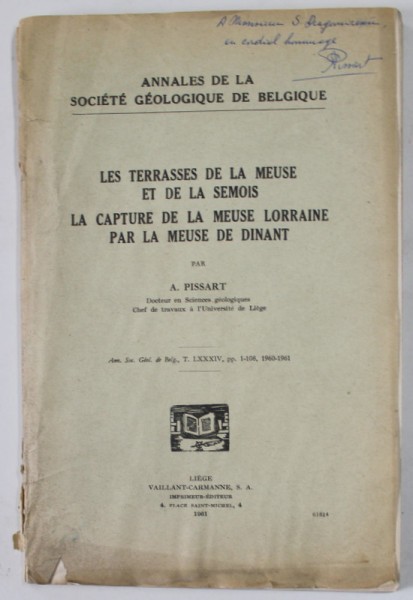 A Monsieur S. Dragomirescu,
en cordial hommage
Pissart
ANNALES DE LA
SOCIÉTÉ GÉOLOGIQUE DE BELGIQUE
LES TERRASSES DE LA MEUSE
ET DE LA SEMOIS
LA CAPTURE DE LA MEUSE LORRAINE
PAR LA MEUSE DE DINANT
PAR
A. PISSART
Docteur en Sciences géologiques
Chef de travaux à l'Université de Liège
Ann. Soc. Géol. de Belg., T. LXXXIV, pp. 1-108, 1960-1961
LIÉGE
VAILLANT-CARMANNE, S. A.
IMPRIMEUR-ÉDITEUR
4, PLACE SAINT-MICHEL, 4
1961